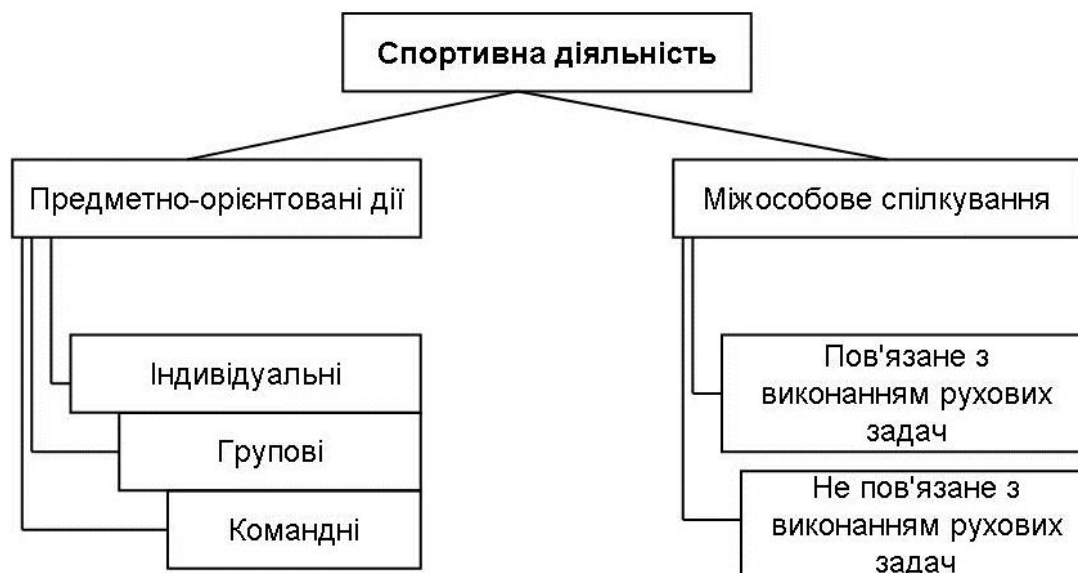 Спортивна діяльність
Предметно-орієнтовані дії
Міжособове спілкування
Індивідуальні
Групові
Командні
Пов'язане з
виконанням рухових
задач
Не пов'язане з
виконанням рухових
задач